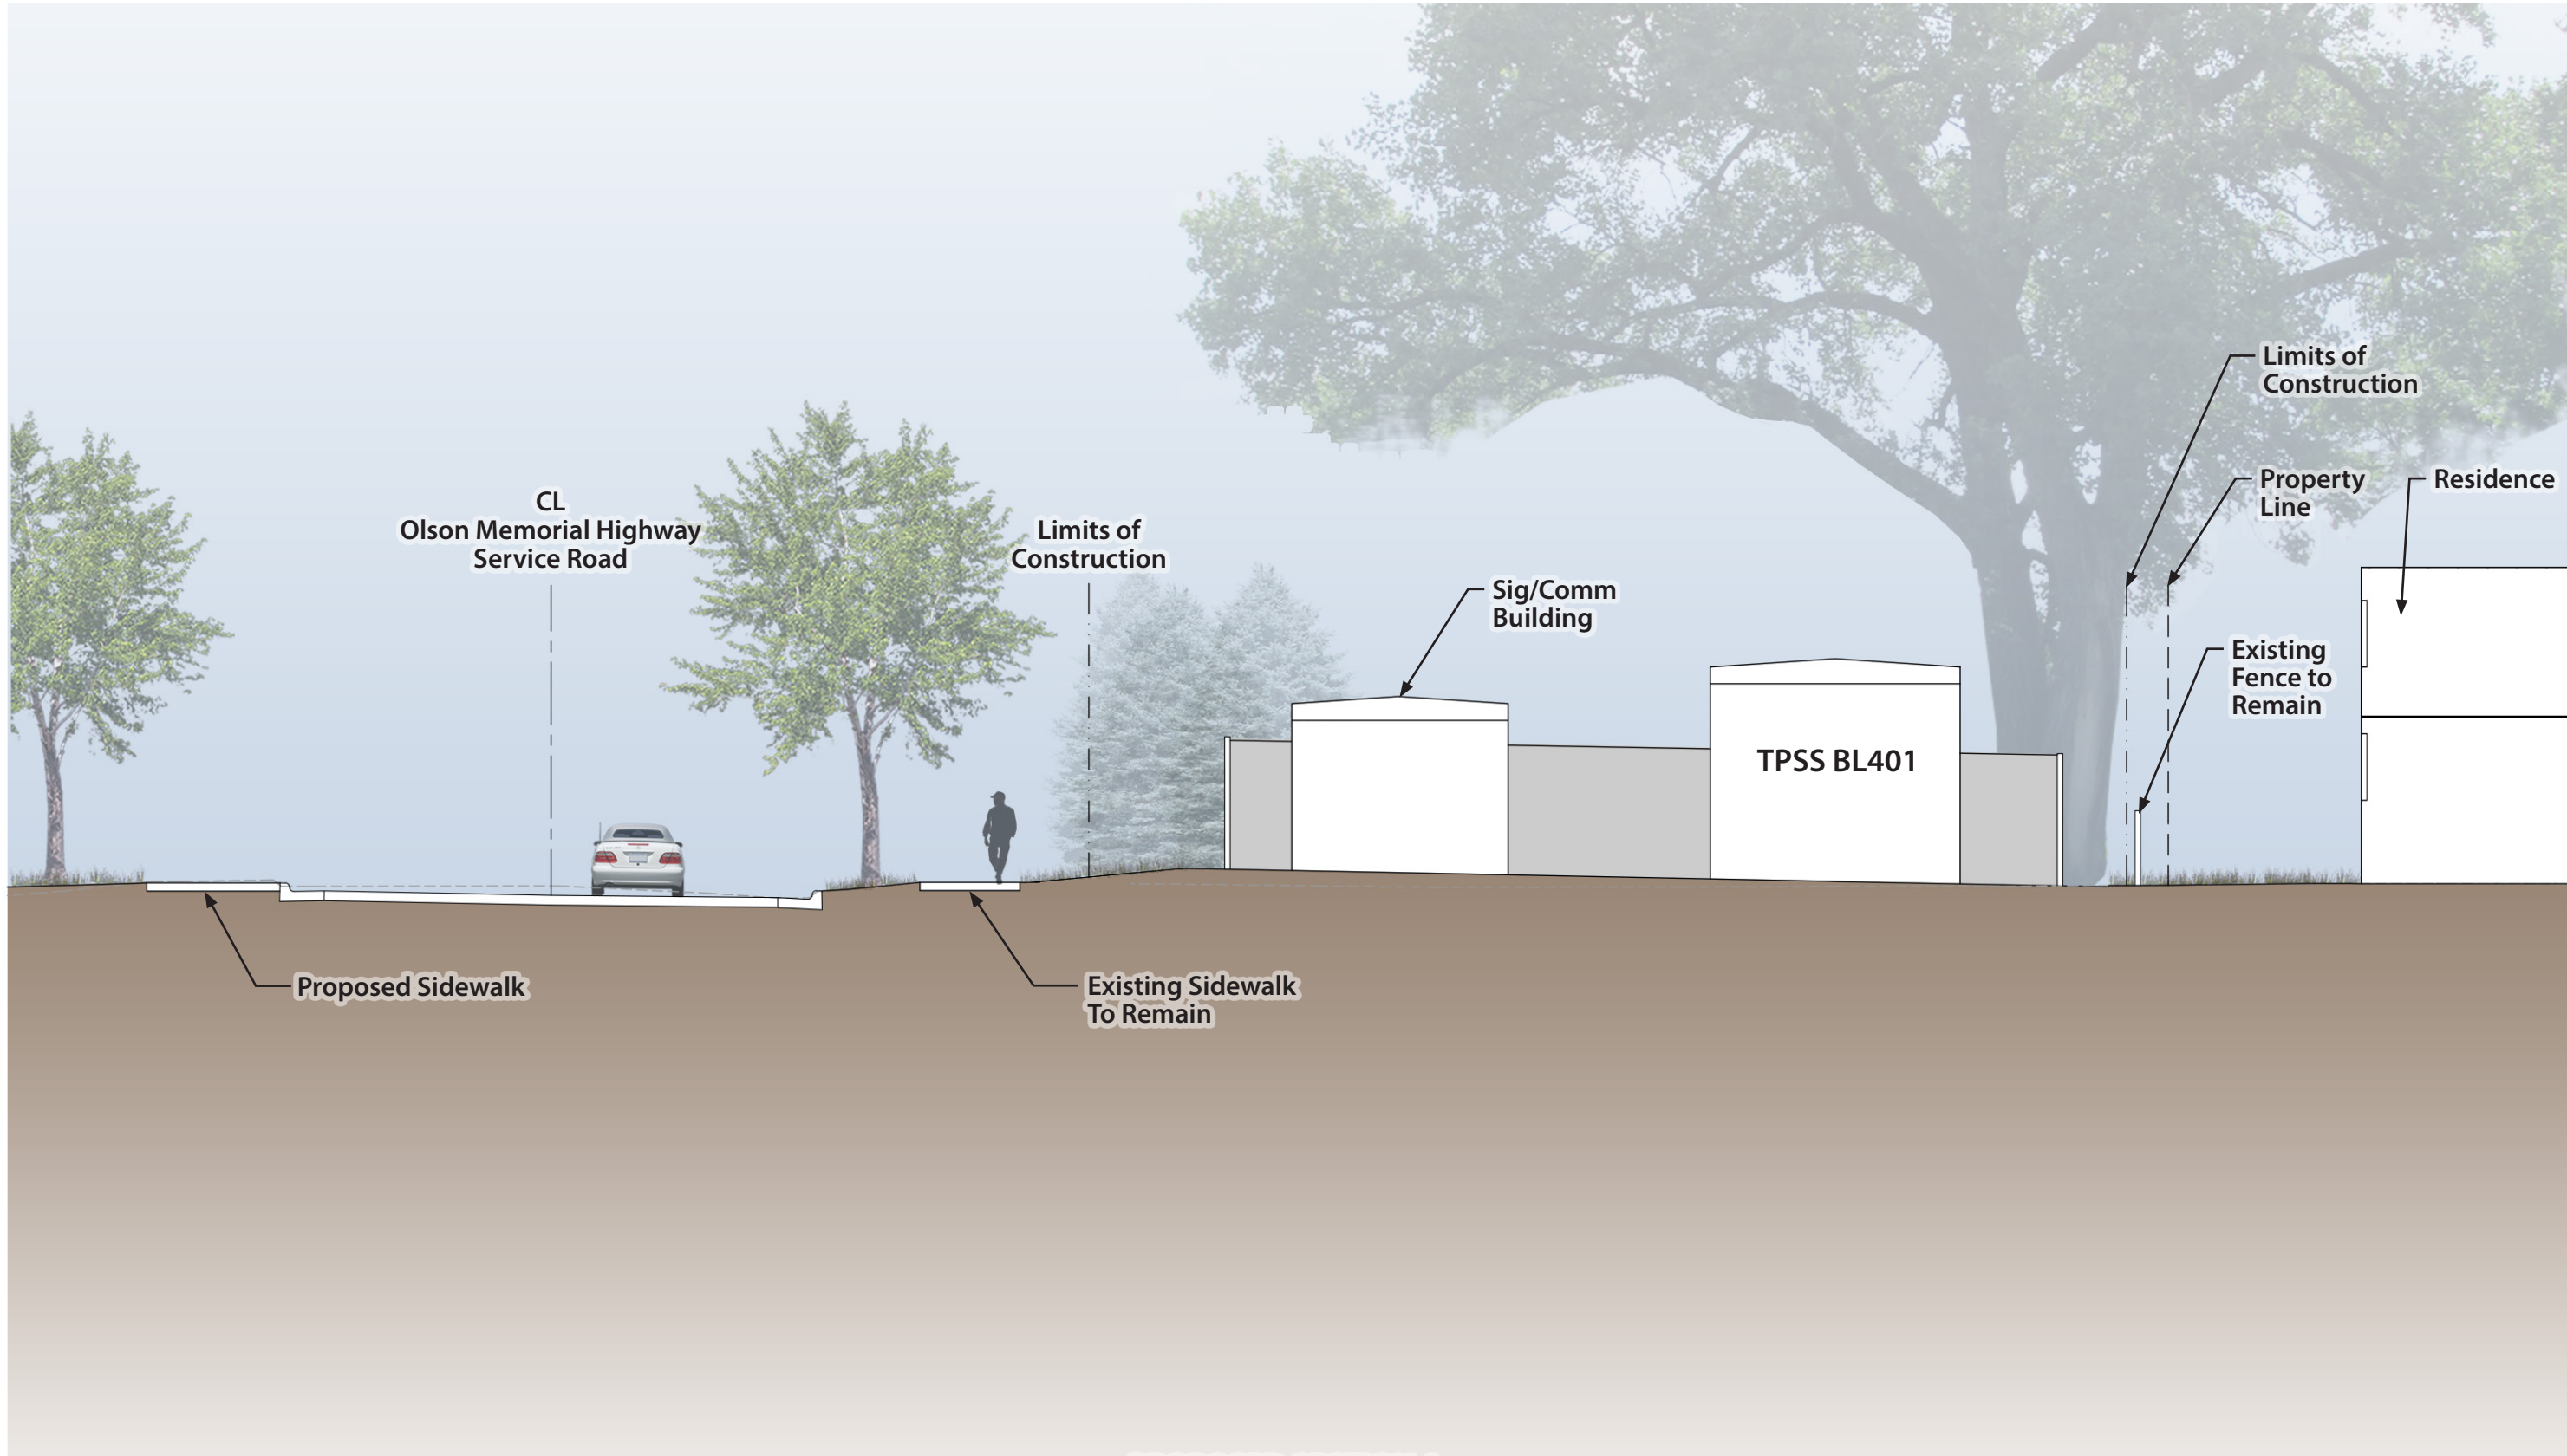 CL
Olson Memorial Highway
Service Road
Limits of
Construction
Sig/Comm
Building
TPSS BL401
Limits of
Construction
Property
Line
Residence
Existing
Fence to
Remain
Proposed Sidewalk
Existing Sidewalk
To Remain